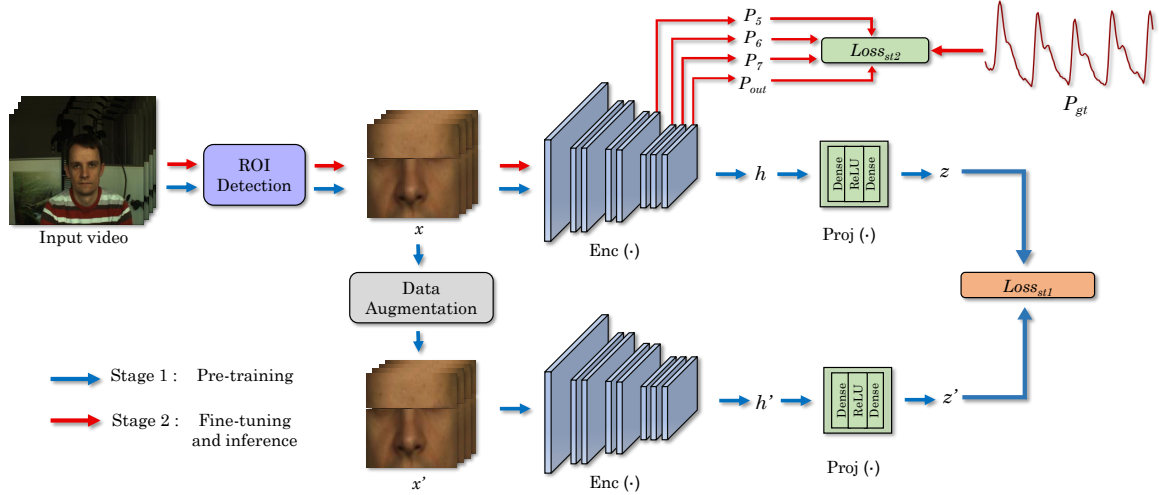 P5
P6
P7
Pout
Lossst2
Pgt
ROI
Detection
Input video
x
Enc (·)
h
Dense
ReLU
Dense
Proj (·)
z
Data
Augmentation
Lossst1
Stage 1 : Pre-training
Stage 2 : Fine-tuning
and inference
x'
Enc (·)
h'
Dense
ReLU
Dense
Proj (·)
z'